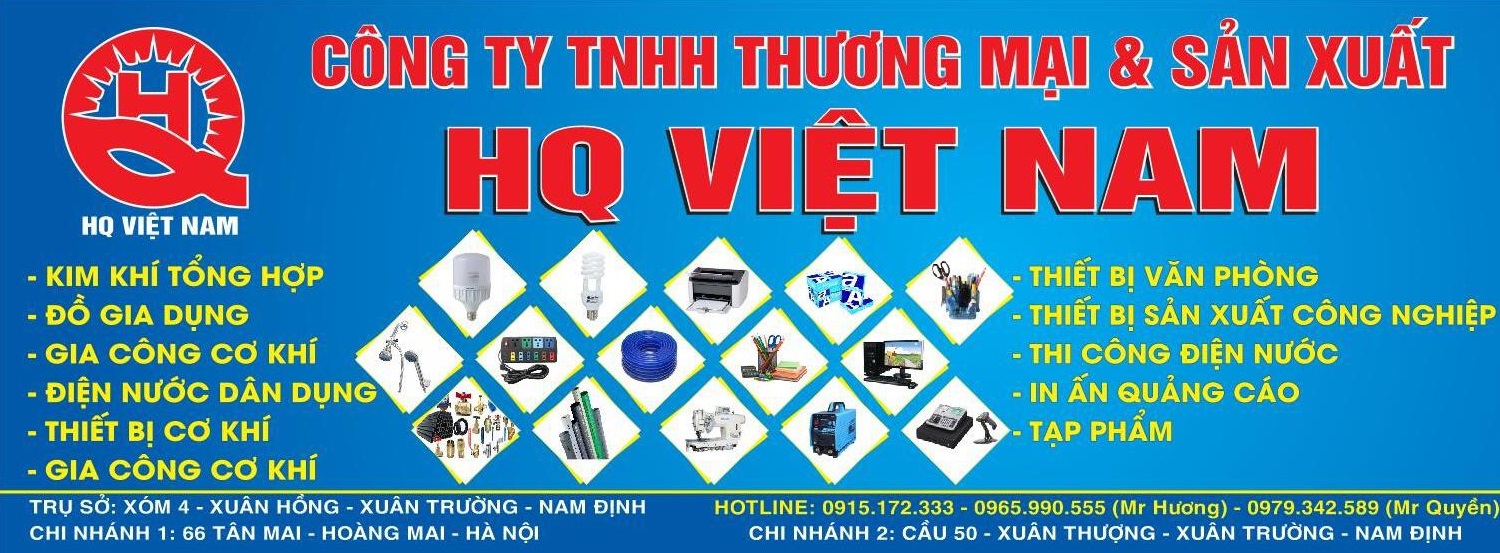 CÔNG TY TNHH THƯƠNG MẠI & SẢN XUẤT
HQ VIỆT NAM
HQ VIỆT NAM
- KIM KHÍ TỔNG HỢP
- ĐỒ GIA DỤNG
- GIA CÔNG CƠ KHÍ
- ĐIỆN NƯỚC DÂN DỤNG
- THIẾT BỊ CƠ KHÍ
- GIA CÔNG CƠ KHÍ
- THIẾT BỊ VĂN PHÒNG
- THIẾT BỊ SẢN XUẤT CÔNG NGHIỆP
- THI CÔNG ĐIỆN NƯỚC
- IN ẤN QUẢNG CÁO
- TẠP PHẨM
TRỤ SỞ: XÓM 4 - XUÂN HỒNG - XUÂN TRƯỜNG - NAM ĐỊNH
HOTLINE: 0915.172.333 - 0965.990.555 (Mr Hương) - 0979.342.589 (Mr Quyền)
CHI NHÁNH 1: 66 TÂN MAI - HOÀNG MAI - HÀ NỘI
CHI NHÁNH 2: CẦU 50 - XUÂN THƯỢNG - XUÂN TRƯỜNG - NAM ĐỊNH